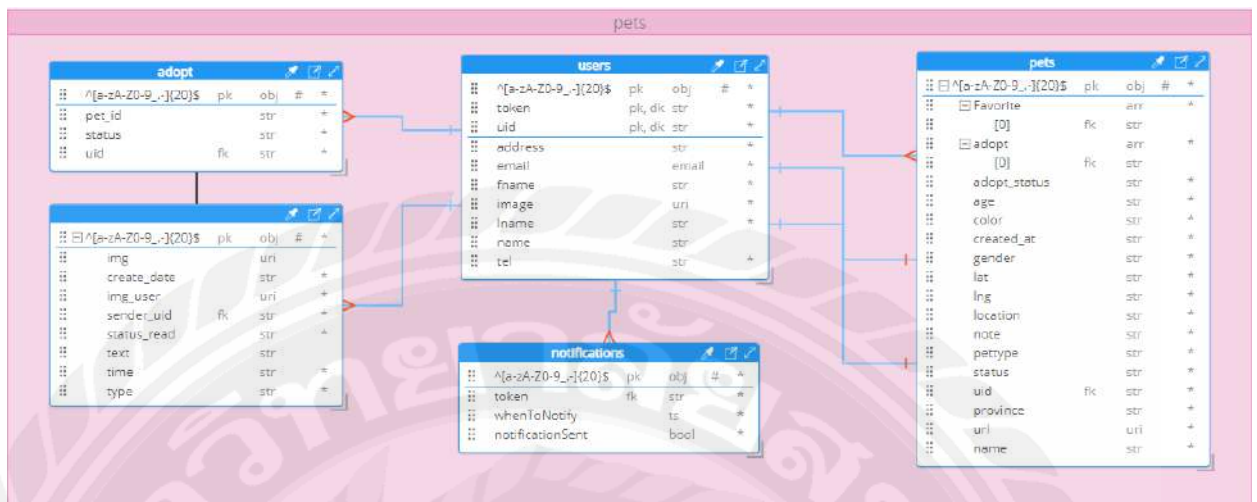 pets
adopt
^[a-zA-Z0-9_.-]{20}$ pk obj # *
pet_id str *
status str *
uid fk str *
^[a-zA-Z0-9_.-]{20}$ pk obj # *
img uri
create_date str *
img_user uri *
sender_uid fk str *
status_read str *
text str
time str *
type str *
users
^[a-zA-Z0-9_.-]{20}$ pk obj # *
token pk, dk str *
uid pk, dk str *
address str *
email email *
fname str *
image uri *
lname str *
name str
tel str *
notifications
^[a-zA-Z0-9_.-]{20}$ pk obj # *
token fk str *
whenToNotify ts *
notificationSent bool *
pets
^[a-zA-Z0-9_.-]{20}$ pk obj # *
Favorite arr *
[0] fk str
adopt arr *
[0] fk str
adopt_status str *
age str *
color str *
created_at str *
gender str *
lat str *
lng str *
location str *
note str *
pettype str *
status str *
uid fk str *
province str *
url uri *
name str *